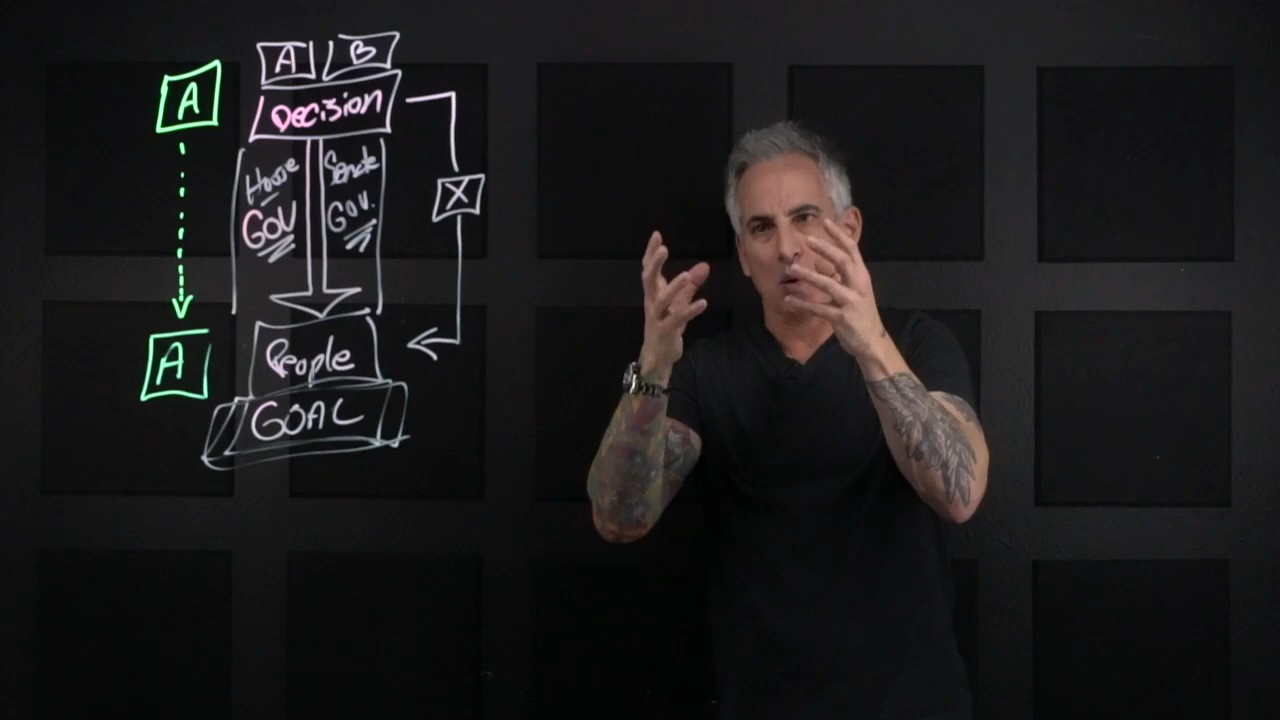 A B
A
Decision
House Senate
GOV GOV.
X
A
People
GOAL